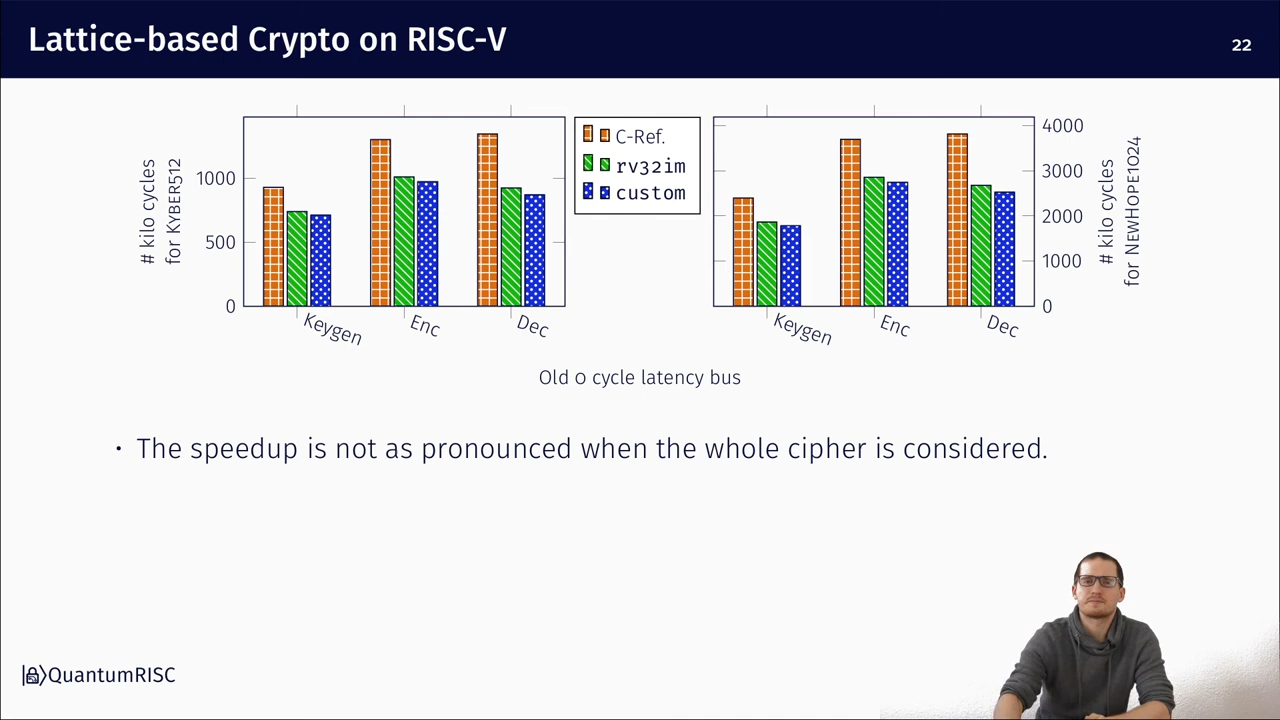 Lattice-based Crypto on RISC-V
22
# kilo cycles
for KYBER512
1000
500
0
Keygen
Enc
Dec
C-Ref.
rv32im
custom
4000
3000
2000
1000
0
# kilo cycles
for NEWHOPE1024
Keygen
Enc
Dec
Old 0 cycle latency bus
• The speedup is not as pronounced when the whole cipher is considered.
QuantumRISC